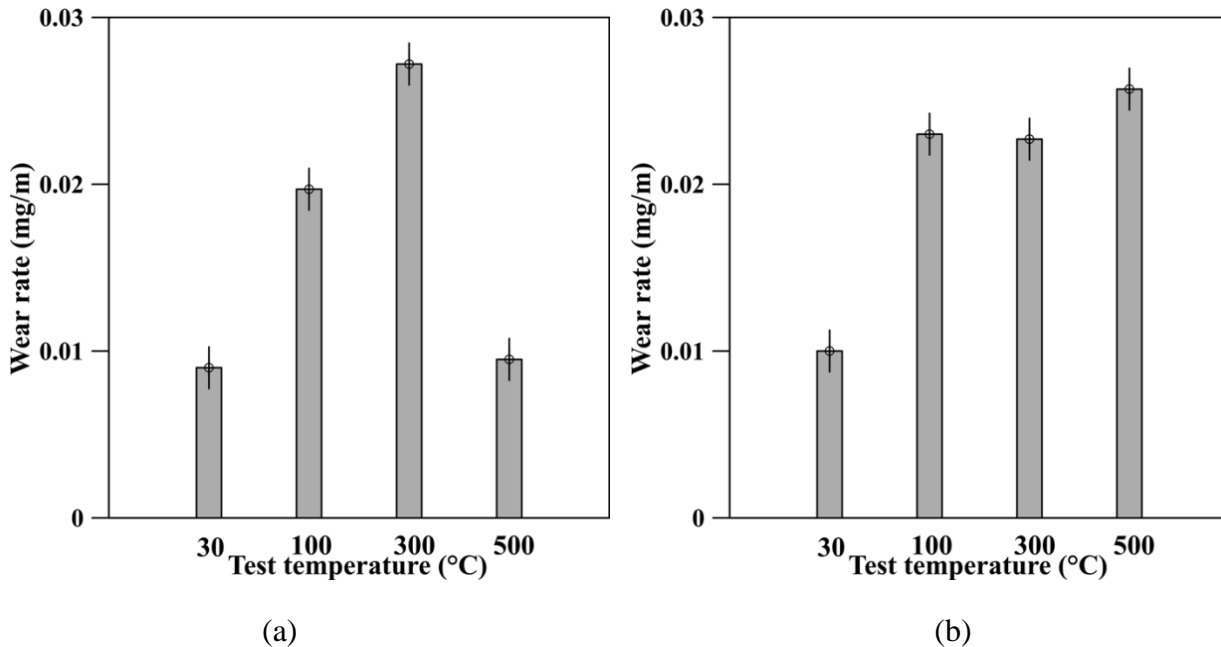 0.03
0.02
0.01
0
Wear rate (mg/m)
30 100 300 500
Test temperature (°C)
(a)
0.03
0.02
0.01
0
Wear rate (mg/m)
30 100 300 500
Test temperature (°C)
(b)